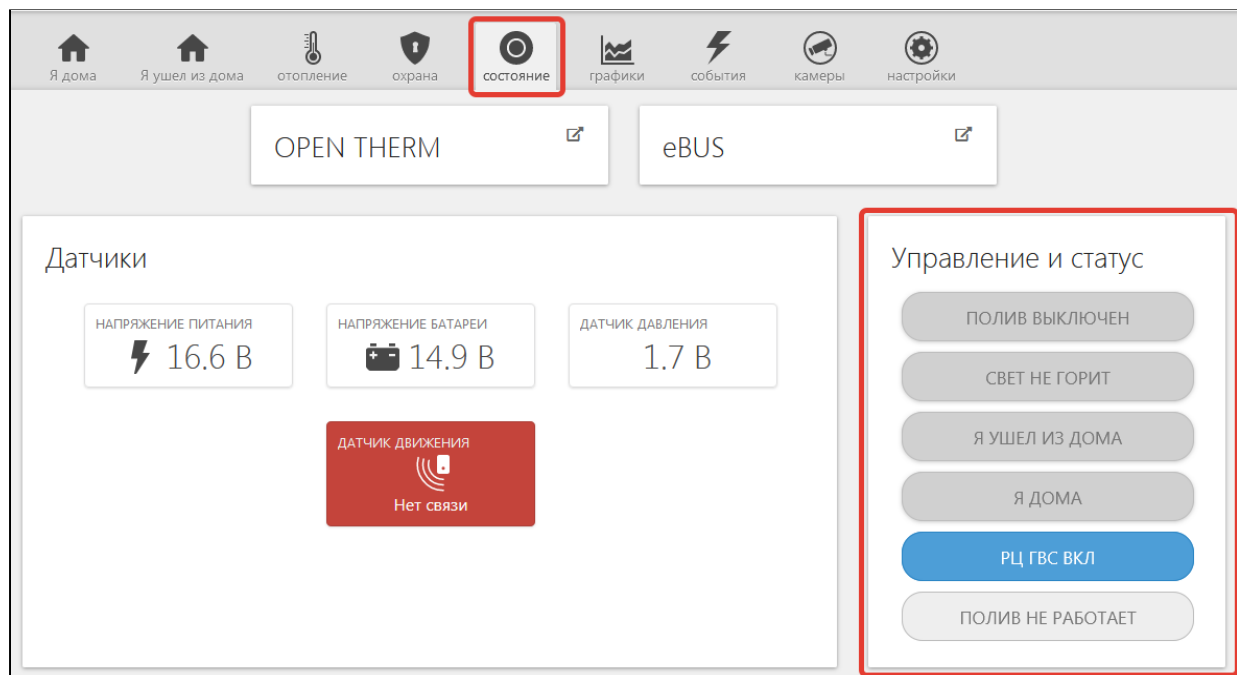 Я дома
Я ушел из дома
отопление
охрана
состояние
графики
события
камеры
настройки
OPEN THERM
eBUS
Датчики
НАПРЯЖЕНИЕ ПИТАНИЯ
16.6 В
НАПРЯЖЕНИЕ БАТАРЕИ
14.9 В
ДАТЧИК ДАВЛЕНИЯ
1.7 В
ДАТЧИК ДВИЖЕНИЯ
Нет связи
Управление и статус
ПОЛИВ ВЫКЛЮЧЕН
СВЕТ НЕ ГОРИТ
Я УШЕЛ ИЗ ДОМА
Я ДОМА
РЦ ГВС ВКЛ
ПОЛИВ НЕ РАБОТАЕТ